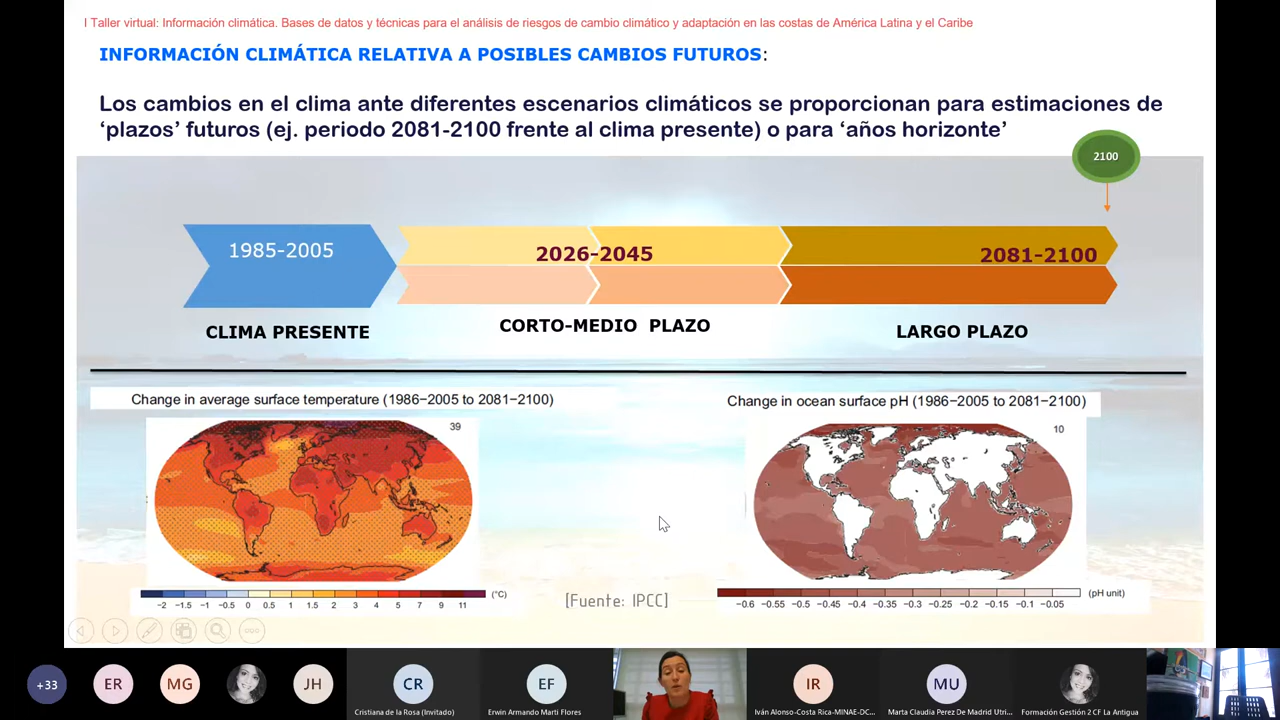 I Taller virtual: Información climática. Bases de datos y técnicas para el análisis de riesgos de cambio climático y adaptación en las costas de América Latina y el Caribe
INFORMACIÓN CLIMÁTICA RELATIVA A POSIBLES CAMBIOS FUTUROS:
Los cambios en el clima ante diferentes escenarios climáticos se proporcionan para estimaciones de
‘plazos’ futuros (ej. periodo 2081-2100 frente al clima presente) o para ‘años horizonte’
2100
1985-2005
2026-2045
2081-2100
CLIMA PRESENTE
CORTO-MEDIO PLAZO
LARGO PLAZO
Change in average surface temperature (1986−2005 to 2081−2100)
39
−2 −1.5 −1 −0.5 0 0.5 1 1.5 2 3 4 5 7 9 11
(°C)
Change in ocean surface pH (1986−2005 to 2081−2100)
10
−0.6 −0.55 −0.5 −0.45 −0.4 −0.35 −0.3 −0.25 −0.2 −0.15 −0.1 −0.05
(pH unit)
[Fuente: IPCC]
+33
ER
MG
JH
CR
Cristiana de la Rosa (Invitado)
EF
Erwin Armando Marti Flores
IR
Iván Alonso-Costa Rica-MINAE-DC...
MU
Marta Claudia Perez De Madrid Utri...
Formación Gestión 2 CF La Antigua